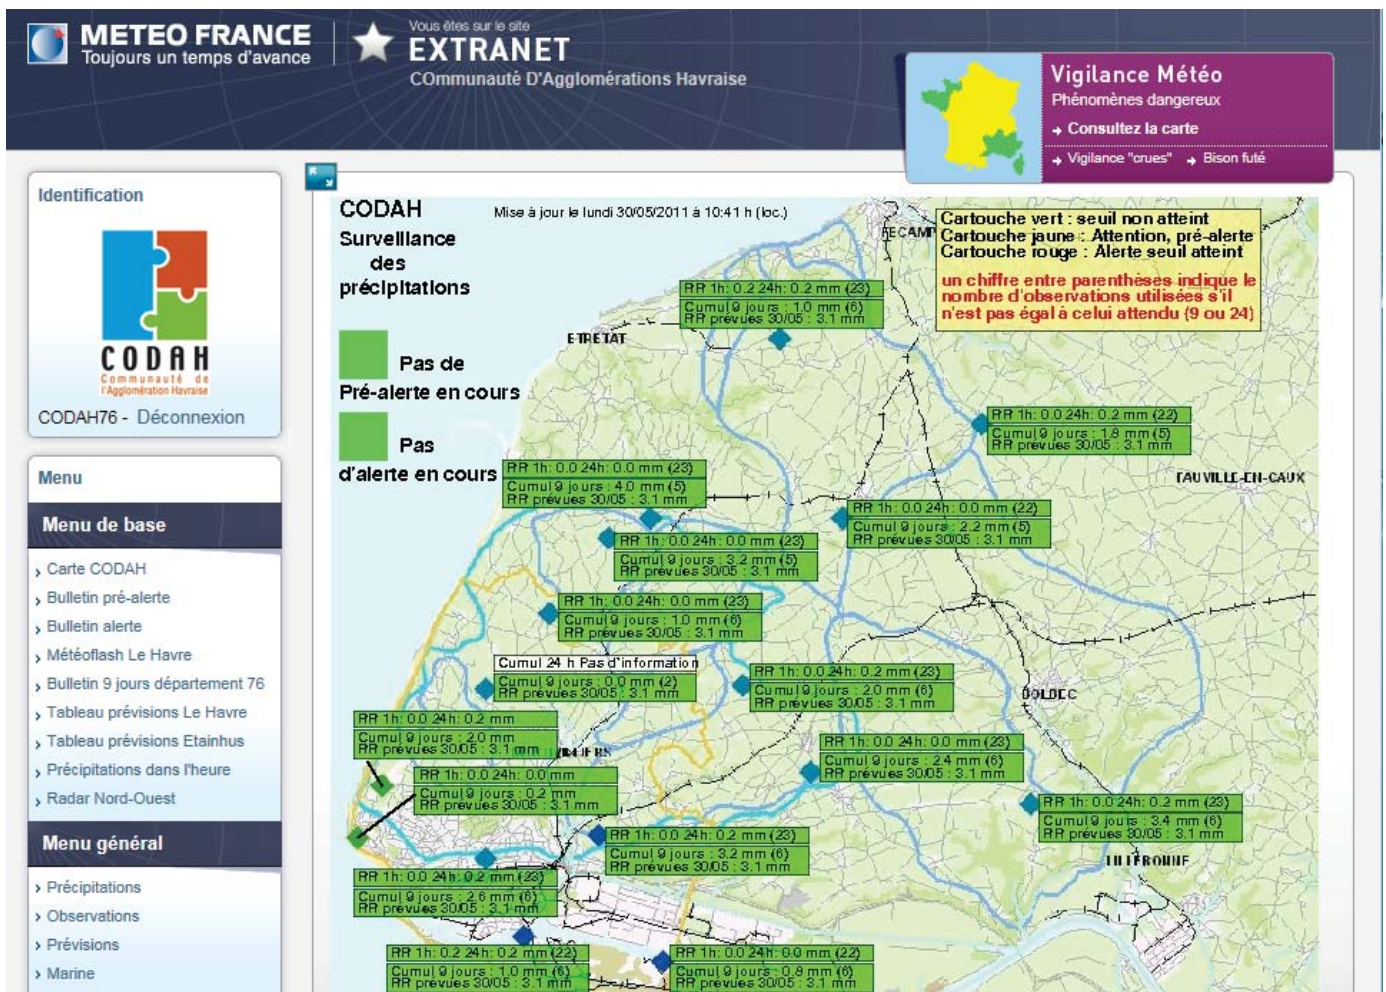 METEO FRANCE
Toujours un temps d'avance
Vous êtes sur le site
EXTRANET
COmmunauté D'Agglomérations Havraise
Vigilance Météo
Phénomènes dangereux
Consultez la carte
Vigilance "crues" Bison futé
Identification
CODAH
Communauté de
l'Agglomération Havraise
CODAH76 - Déconnexion
Menu
Menu de base
Carte CODAH
Bulletin pré-alerte
Bulletin alerte
Météoflash Le Havre
Bulletin 9 jours département 76
Tableau prévisions Le Havre
Tableau prévisions Etainhus
Précipitations dans l'heure
Radar Nord-Ouest
Menu général
Précipitations
Observations
Prévisions
Marine
CODAH
Surveillance
des
précipitations
Mise à jour le lundi 30/05/2011 à 10:41 h (loc.)
Pas de
Pré-alerte en cours
Pas
d'alerte en cours
Cartouche vert : seuil non atteint
Cartouche jaune : Attention, pré-alerte
Cartouche rouge : Alerte seuil atteint
un chiffre entre parenthèses indique le
nombre d'observations utilisées s'il
n'est pas égal à celui attendu (9 ou 24)
FECAMP
RR 1h: 0.2 24h: 0.2 mm (23)
Cumul 9 jours : 1.0 mm (6)
RR prévues 30/05 : 3.1 mm
ETRETAT
RR 1h: 0.0 24h: 0.2 mm (22)
Cumul 9 jours : 1.8 mm (5)
RR prévues 30/05 : 3.1 mm
RR 1h: 0.0 24h: 0.0 mm (23)
Cumul 9 jours : 4.0 mm (5)
RR prévues 30/05 : 3.1 mm
FAUVILLE-EN-CAUX
RR 1h: 0.0 24h: 0.0 mm (22)
Cumul 9 jours : 2.2 mm (5)
RR prévues 30/05 : 3.1 mm
RR 1h: 0.0 24h: 0.0 mm (23)
Cumul 9 jours : 3.2 mm (5)
RR prévues 30/05 : 3.1 mm
RR 1h: 0.0 24h: 0.0 mm (23)
Cumul 9 jours : 1.0 mm (6)
RR prévues 30/05 : 3.1 mm
Cumul 24 h Pas d'information
Cumul 9 jours : 0.0 mm (2)
RR prévues 30/05 : 3.1 mm
RR 1h: 0.0 24h: 0.2 mm (23)
Cumul 9 jours : 2.0 mm (6)
RR prévues 30/05 : 3.1 mm
BOLBEC
RR 1h: 0.0 24h: 0.2 mm
Cumul 9 jours : 2.0 mm
RR prévues 30/05 : 3.1 mm
RR 1h: 0.0 24h: 0.0 mm (23)
Cumul 9 jours : 2.4 mm (6)
RR prévues 30/05 : 3.1 mm
RR 1h: 0.0 24h: 0.0 mm
Cumul 9 jours : 0.2 mm
RR prévues 30/05 : 3.1 mm
RR 1h: 0.0 24h: 0.2 mm (23)
Cumul 9 jours : 3.4 mm (6)
RR prévues 30/05 : 3.1 mm
RR 1h: 0.0 24h: 0.2 mm (23)
Cumul 9 jours : 3.2 mm (6)
RR prévues 30/05 : 3.1 mm
LILLEBONNE
RR 1h: 0.0 24h: 0.2 mm (23)
Cumul 9 jours : 2.6 mm (6)
RR prévues 30/05 : 3.1 mm
RR 1h: 0.2 24h: 0.2 mm (22)
Cumul 9 jours : 1.0 mm (6)
RR prévues 30/05 : 3.1 mm
RR 1h: 0.0 24h: 0.0 mm (22)
Cumul 9 jours : 0.8 mm (6)
RR prévues 30/05 : 3.1 mm